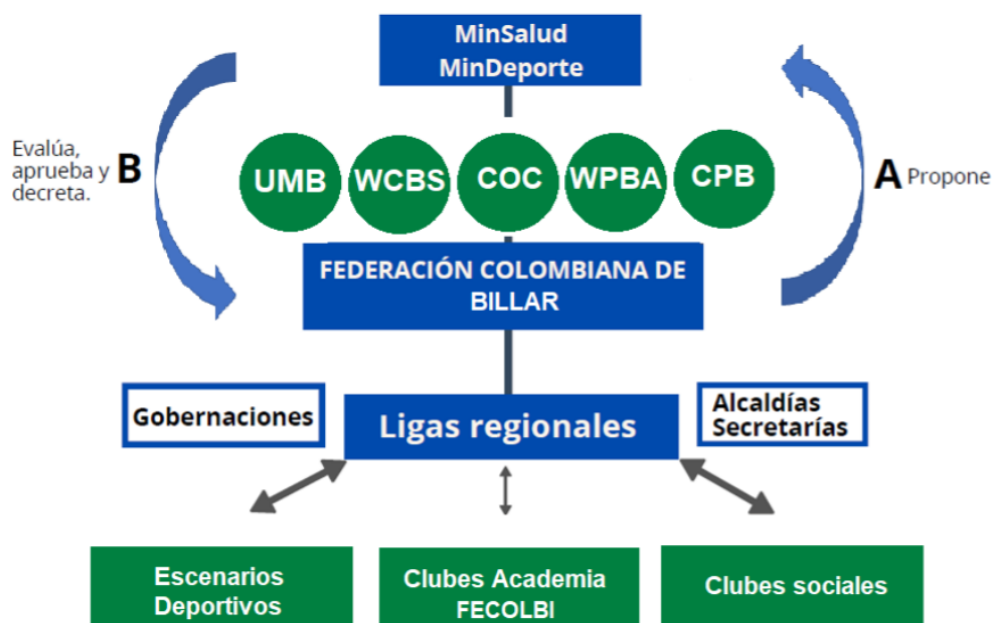 MinSalud
MinDeporte
Evalúa,
aprueba y
decreta.
B
UMB
WCBS
COC
WPBA
CPB
A Propone
FEDERACIÓN COLOMBIANA DE
BILLAR
Gobernaciones
Ligas regionales
Alcaldías
Secretarías
Escenarios
Deportivos
Clubes Academia
FECOLBI
Clubes sociales